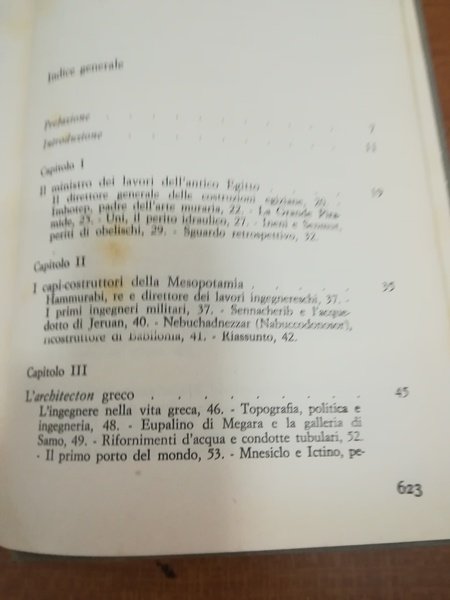 Indice generale
Prefazione . . . . . . . . . . 7
Introduzione . . . . . . . . . . 11
Capitolo I
Il ministro dei lavori dell'antico Egitto . . . . 19
Il direttore generale delle costruzioni egiziane, 20. -
Imhotep, padre dell'arte muraria, 22. - La Grande Pira-
mide, 23. - Uni, il perito idraulico, 27. - Ineni e Senmut,
periti di obelischi, 29. - Sguardo retrospettivo, 32.
Capitolo II
I capi-costruttori della Mesopotamia . . . . . 35
Hammurabi, re e direttore dei lavori ingegnereschi, 37. -
I primi ingegneri militari, 37. - Sennacherib e l'acque-
dotto di Jeruan, 40. - Nebuchadnezzar (Nabuccodonosor),
ricostruttore di Babilonia, 41. - Riassunto, 42.
Capitolo III
L'architecton greco . . . . . . . . . 45
L'ingegnere nella vita greca, 46. - Topografia, politica e
ingegneria, 48. - Eupalino di Megara e la galleria di
Samo, 49. - Rifornimenti d'acqua e condotte tubulari, 52.
- Il primo porto del mondo, 53. - Mnesiclo e Ictino, pe-
623